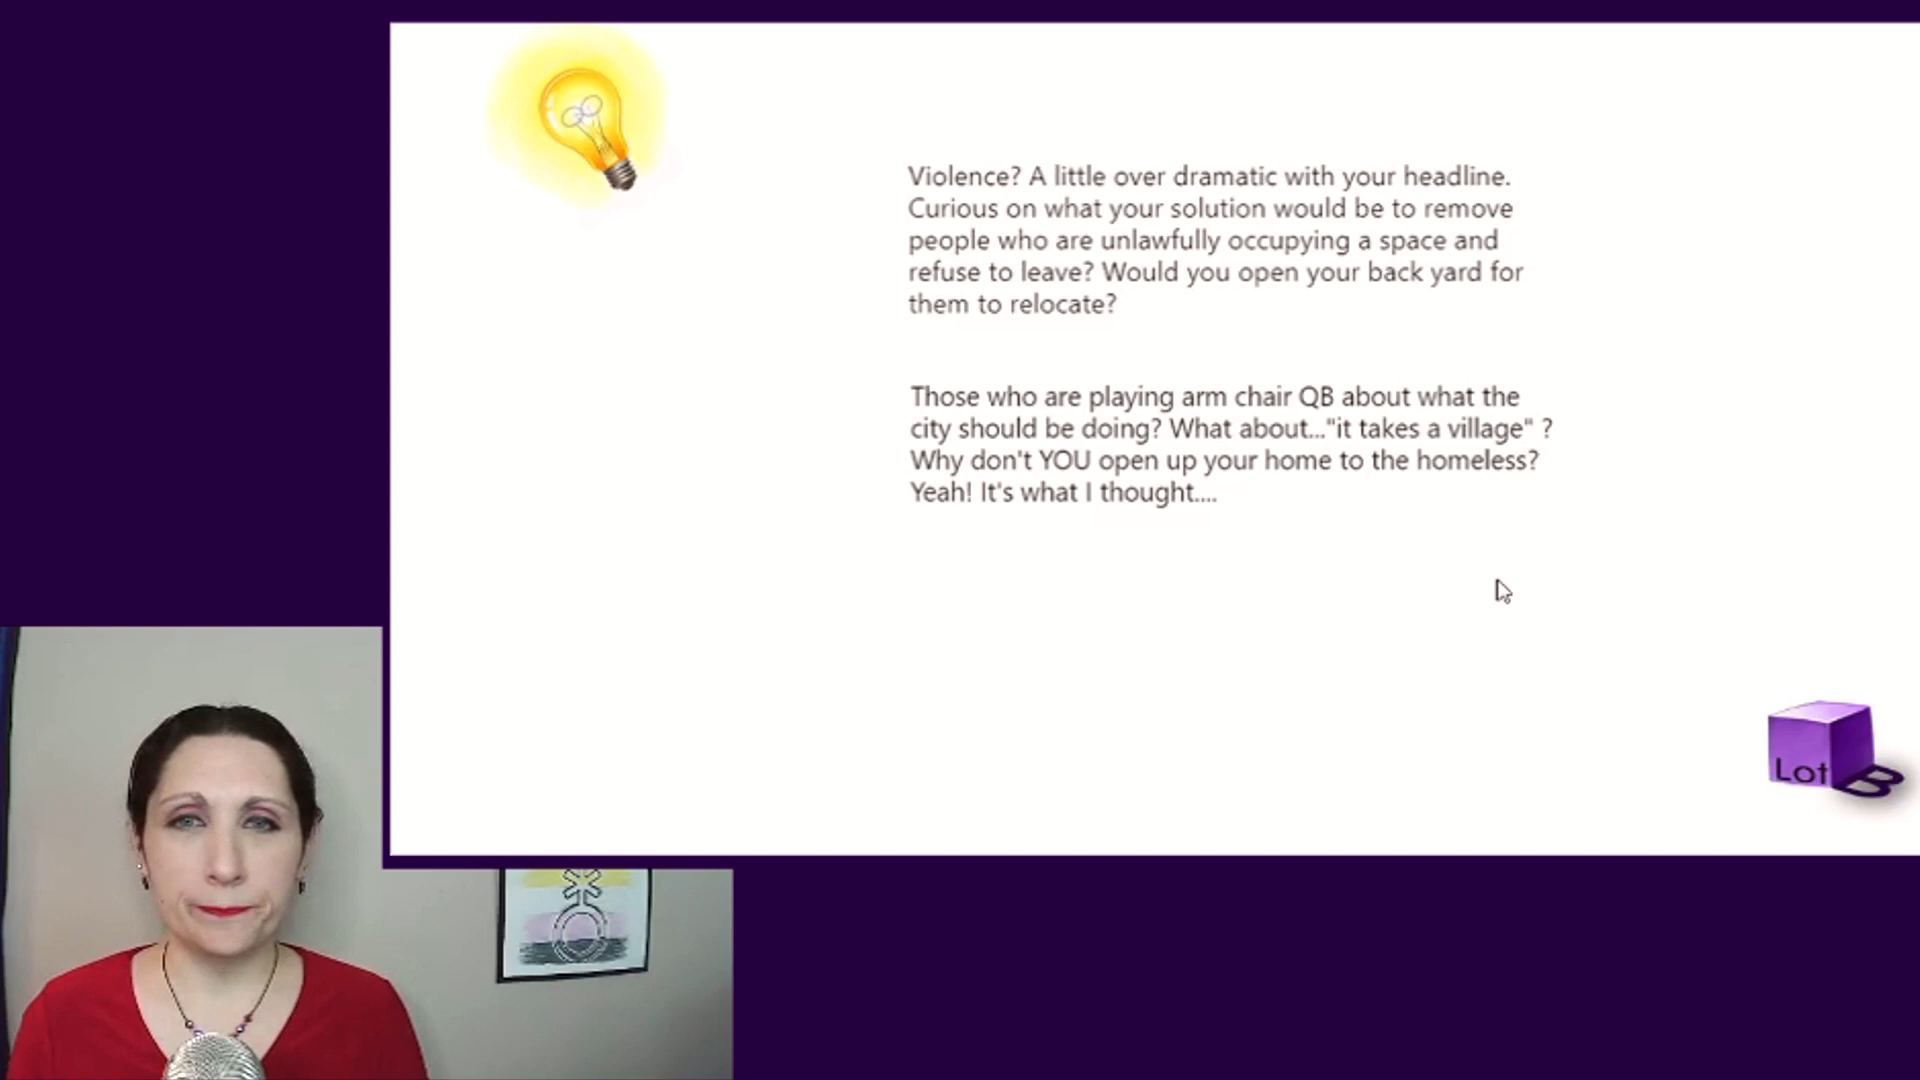 Violence? A little over dramatic with your headline.
Curious on what your solution would be to remove
people who are unlawfully occupying a space and
refuse to leave? Would you open your back yard for
them to relocate?
Those who are playing arm chair QB about what the
city should be doing? What about..."it takes a village" ?
Why don't YOU open up your home to the homeless?
Yeah! It's what I thought....
Lot
B